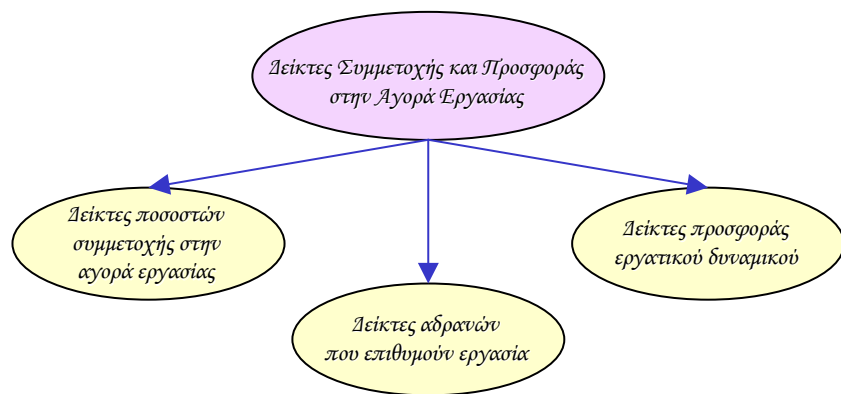 Δείκτες Συμμετοχής και Προσφοράς
στην Αγορά Εργασίας
Δείκτες ποσοστών
συμμετοχής στην
αγορά εργασίας
Δείκτες αδρανών
που επιθυμούν εργασία
Δείκτες προσφοράς
εργατικού δυναμικού